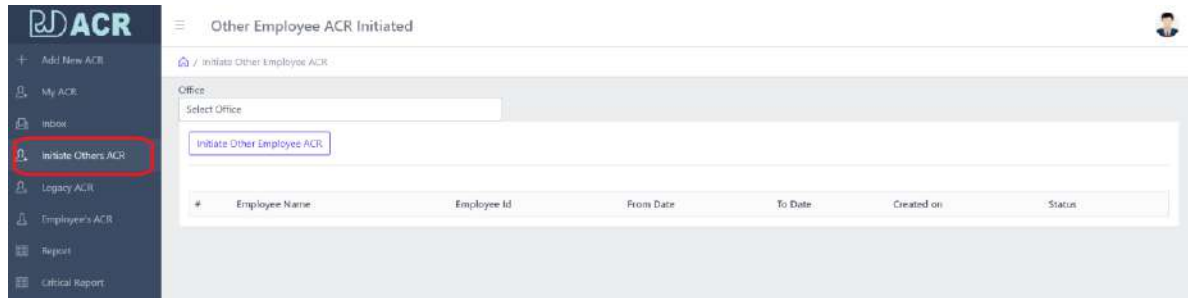 ACR
Other Employee ACR Initiated
+ Add New ACR
/ Initiate Other Employee ACR
My ACR
Office
Select Office
Inbox
Initiate Other Employee ACR
Initiate Others ACR
Legacy ACR
# Employee Name Employee Id From Date To Date Created on Status
Employee's ACR
Report
Critical Report